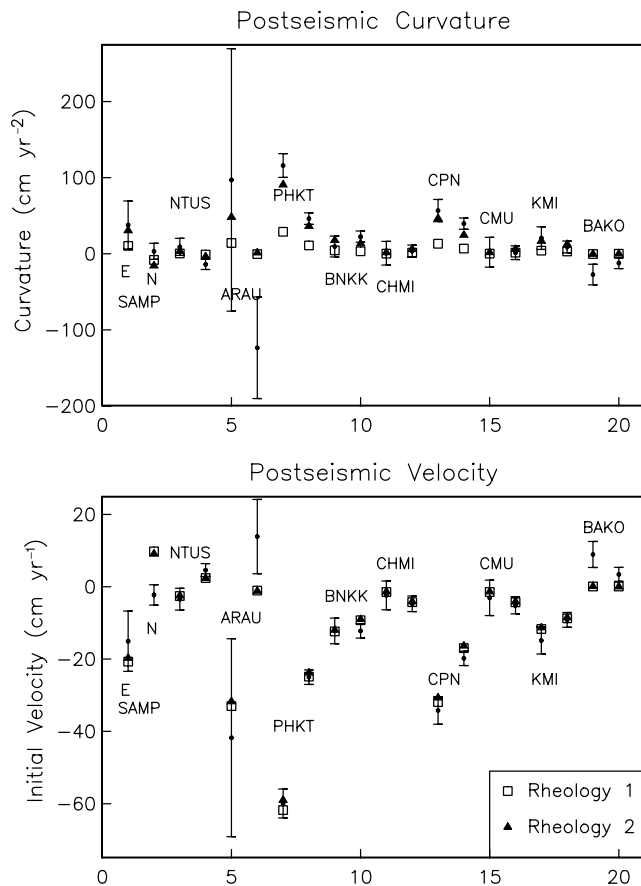 Postseismic Curvature
Curvature (cm yr⁻²)
200
100
0
-100
-200
0 5 10 15 20
E
N
SAMP
NTUS
ARAU
PHKT
BNKK
CHMI
CPN
CMU
KMI
BAKO
Postseismic Velocity
Initial Velocity (cm yr⁻¹)
20
0
-20
-40
-60
0 5 10 15 20
E
N
SAMP
NTUS
ARAU
PHKT
BNKK
CHMI
CPN
CMU
KMI
BAKO
Rheology 1
Rheology 2